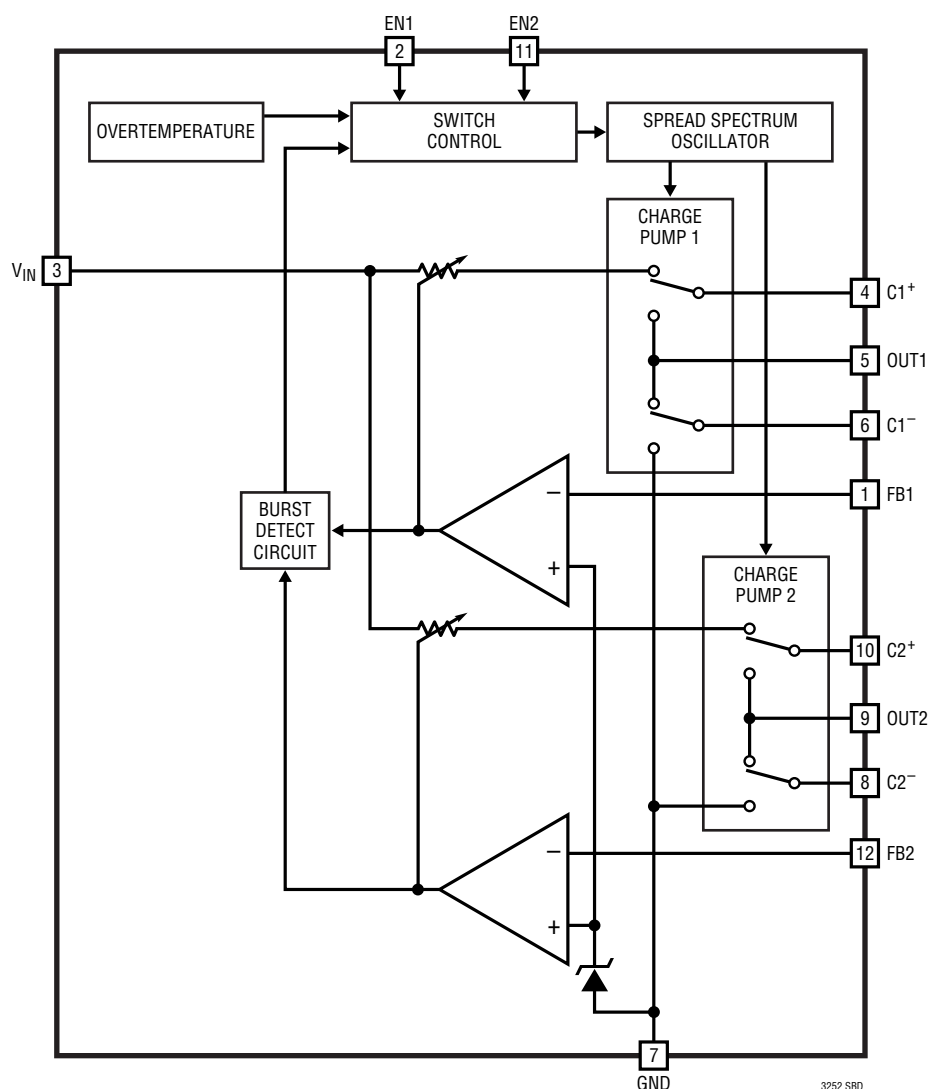 EN1
EN2
2
11
OVERTEMPERATURE
SWITCH
CONTROL
SPREAD SPECTRUM
OSCILLATOR
CHARGE
PUMP 1
VIN
3
4
C1+
5
OUT1
6
C1–
1
FB1
–
+
BURST
DETECT
CIRCUIT
CHARGE
PUMP 2
10
C2+
9
OUT2
8
C2–
12
FB2
–
+
7
GND
3252 SBD